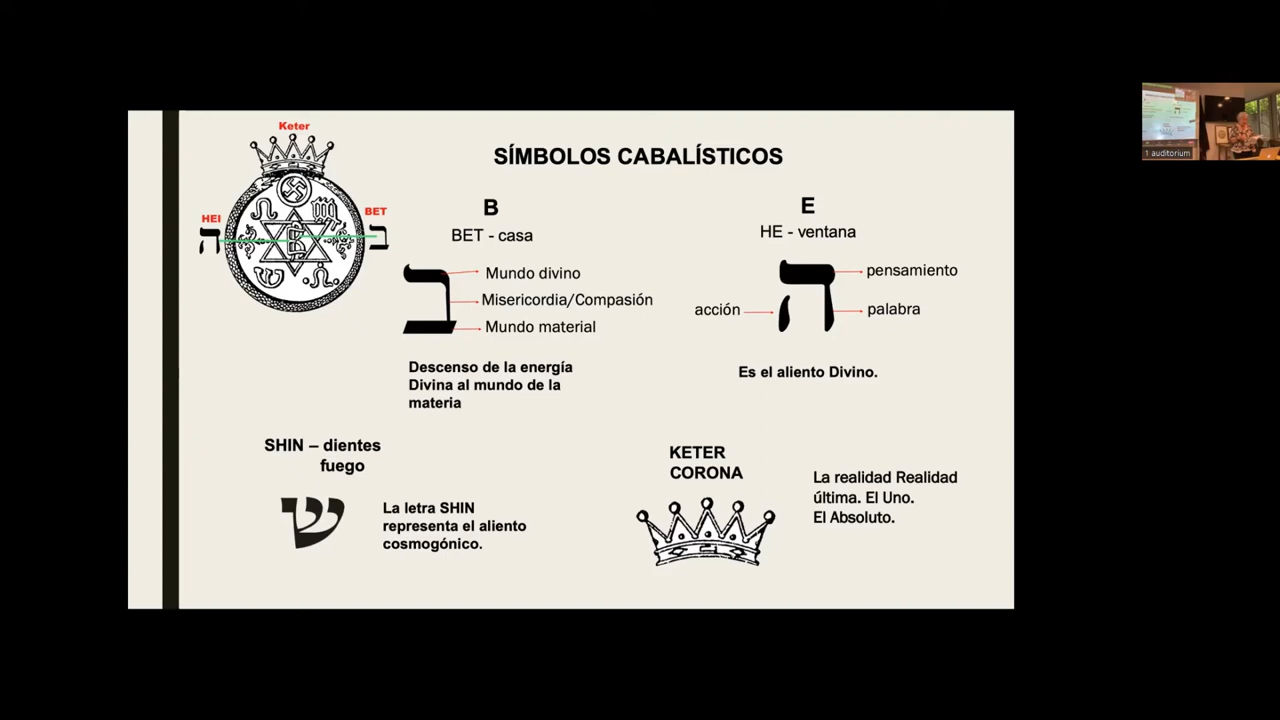 SÍMBOLOS CABALÍSTICOS
Keter
HEI
ה
BET
ב
B
BET - casa
ב
Mundo divino
Misericordia/Compasión
Mundo material
Descenso de la energía
Divina al mundo de la
materia
E
HE - ventana
ה
pensamiento
acción
palabra
Es el aliento Divino.
SHIN – dientes
fuego
ש
La letra SHIN
representa el aliento
cosmogónico.
KETER
CORONA
La realidad Realidad
última. El Uno.
El Absoluto.
1 auditorium